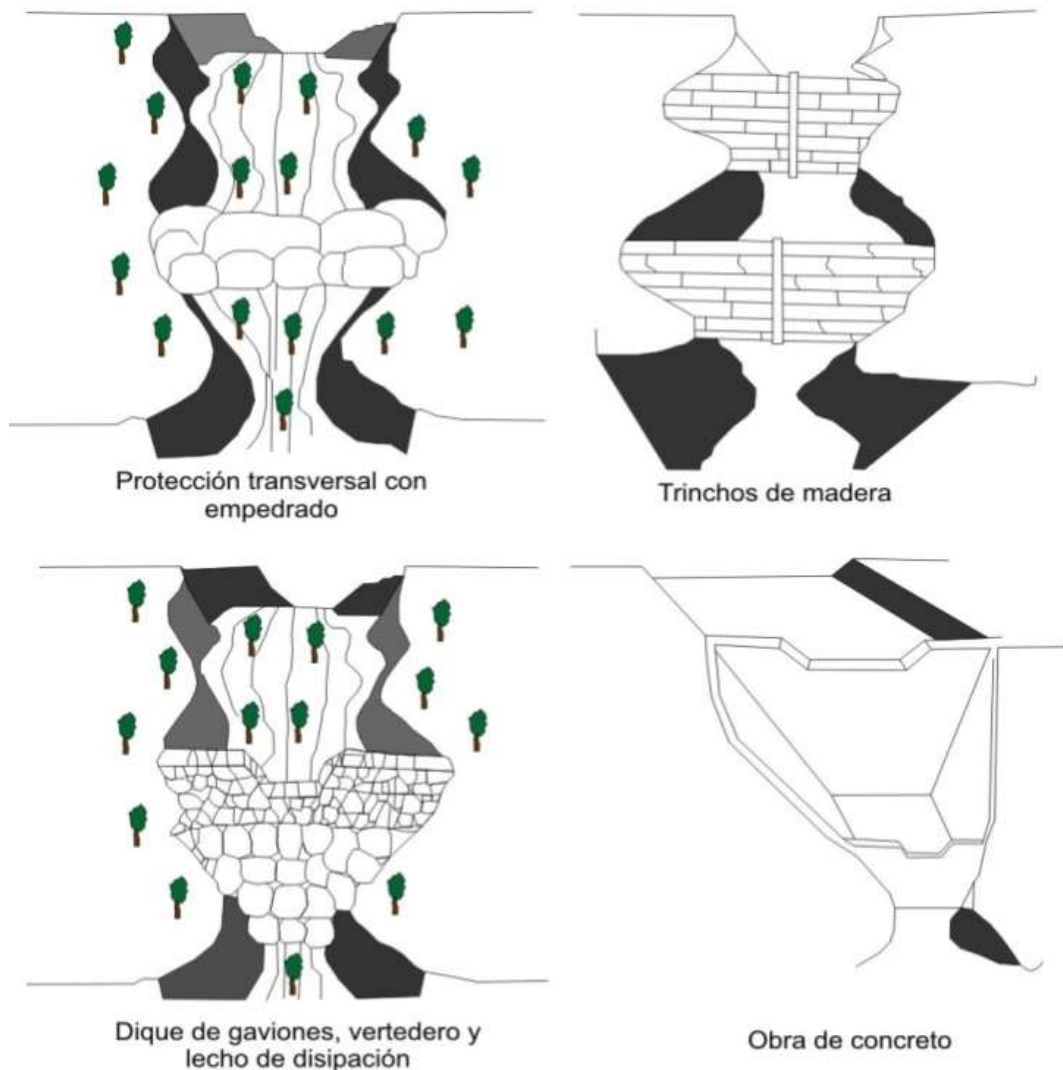 Protección transversal con
empedrado
Trinchos de madera
Dique de gaviones, vertedero y
lecho de disipación
Obra de concreto